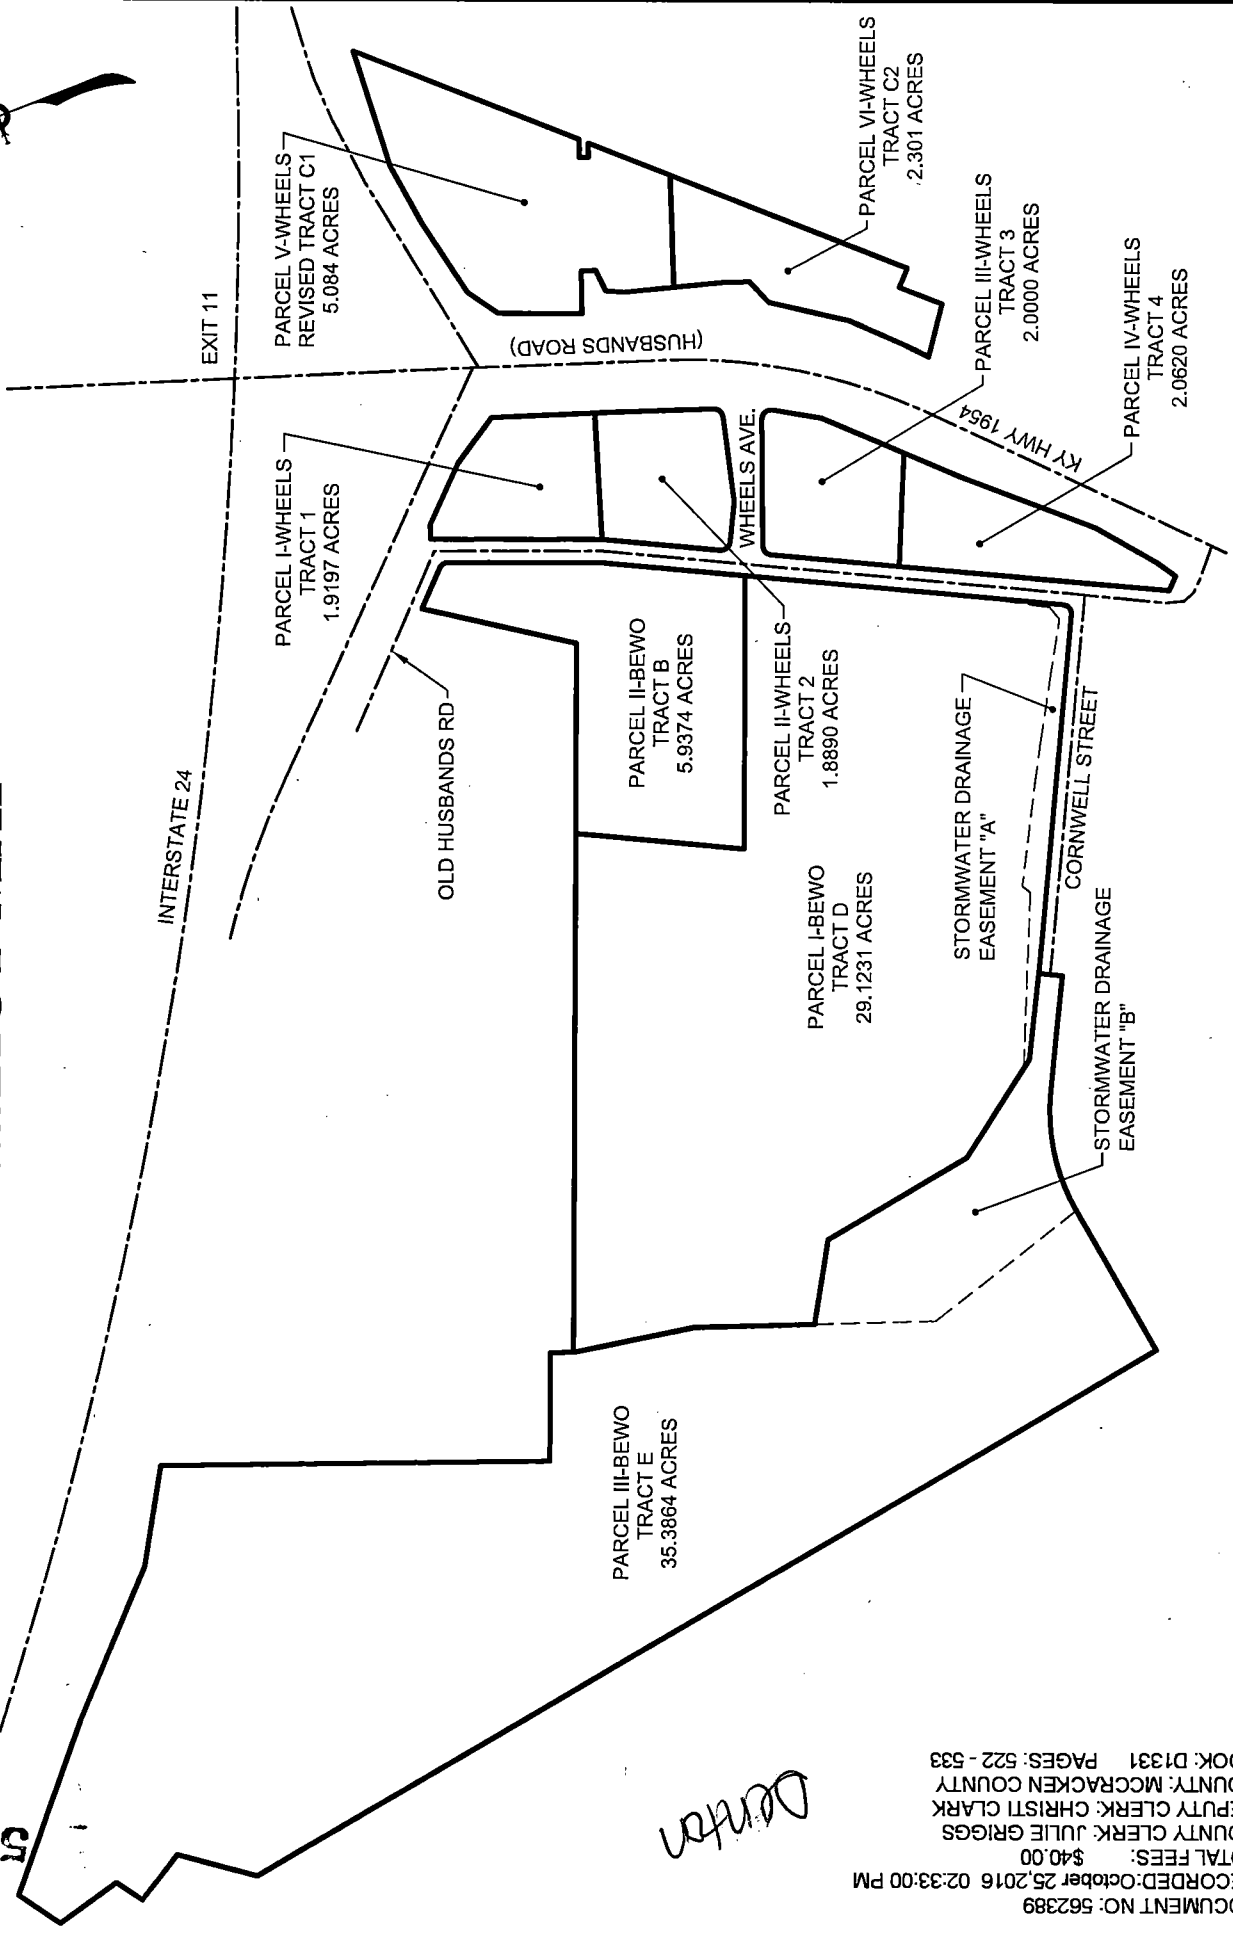 EXIT 11
INTERSTATE 24
PARCEL V-WHEELS
REVISED TRACT C1
5.084 ACRES
PARCEL VI-WHEELS
TRACT C2
2.301 ACRES
PARCEL III-WHEELS
TRACT 3
2.0000 ACRES
PARCEL IV-WHEELS
TRACT 4
2.0620 ACRES
(HUSBANDS ROAD)
KY HWY 1954
PARCEL I-WHEELS
TRACT 1
1.9197 ACRES
WHEELS AVE.
OLD HUSBANDS RD
PARCEL II-BEWO
TRACT B
5.9374 ACRES
PARCEL II-WHEELS
TRACT 2
1.8890 ACRES
PARCEL I-BEWO
TRACT D
29.1231 ACRES
STORMWATER DRAINAGE
EASEMENT "A"
CORNWELL STREET
STORMWATER DRAINAGE
EASEMENT "B"
PARCEL III-BEWO
TRACT E
35.3864 ACRES
5
Denton
OCUMENT NO: 562389
ECORDED:October 25,2016 02:33:00 PM
OTAL FEES: $40.00
OUNTY CLERK: JULIE GRIGGS
EPUTY CLERK: CHRISTI CLARK
OUNTY: MCCRACKEN COUNTY
OOK: D1331 PAGES: 522 - 533